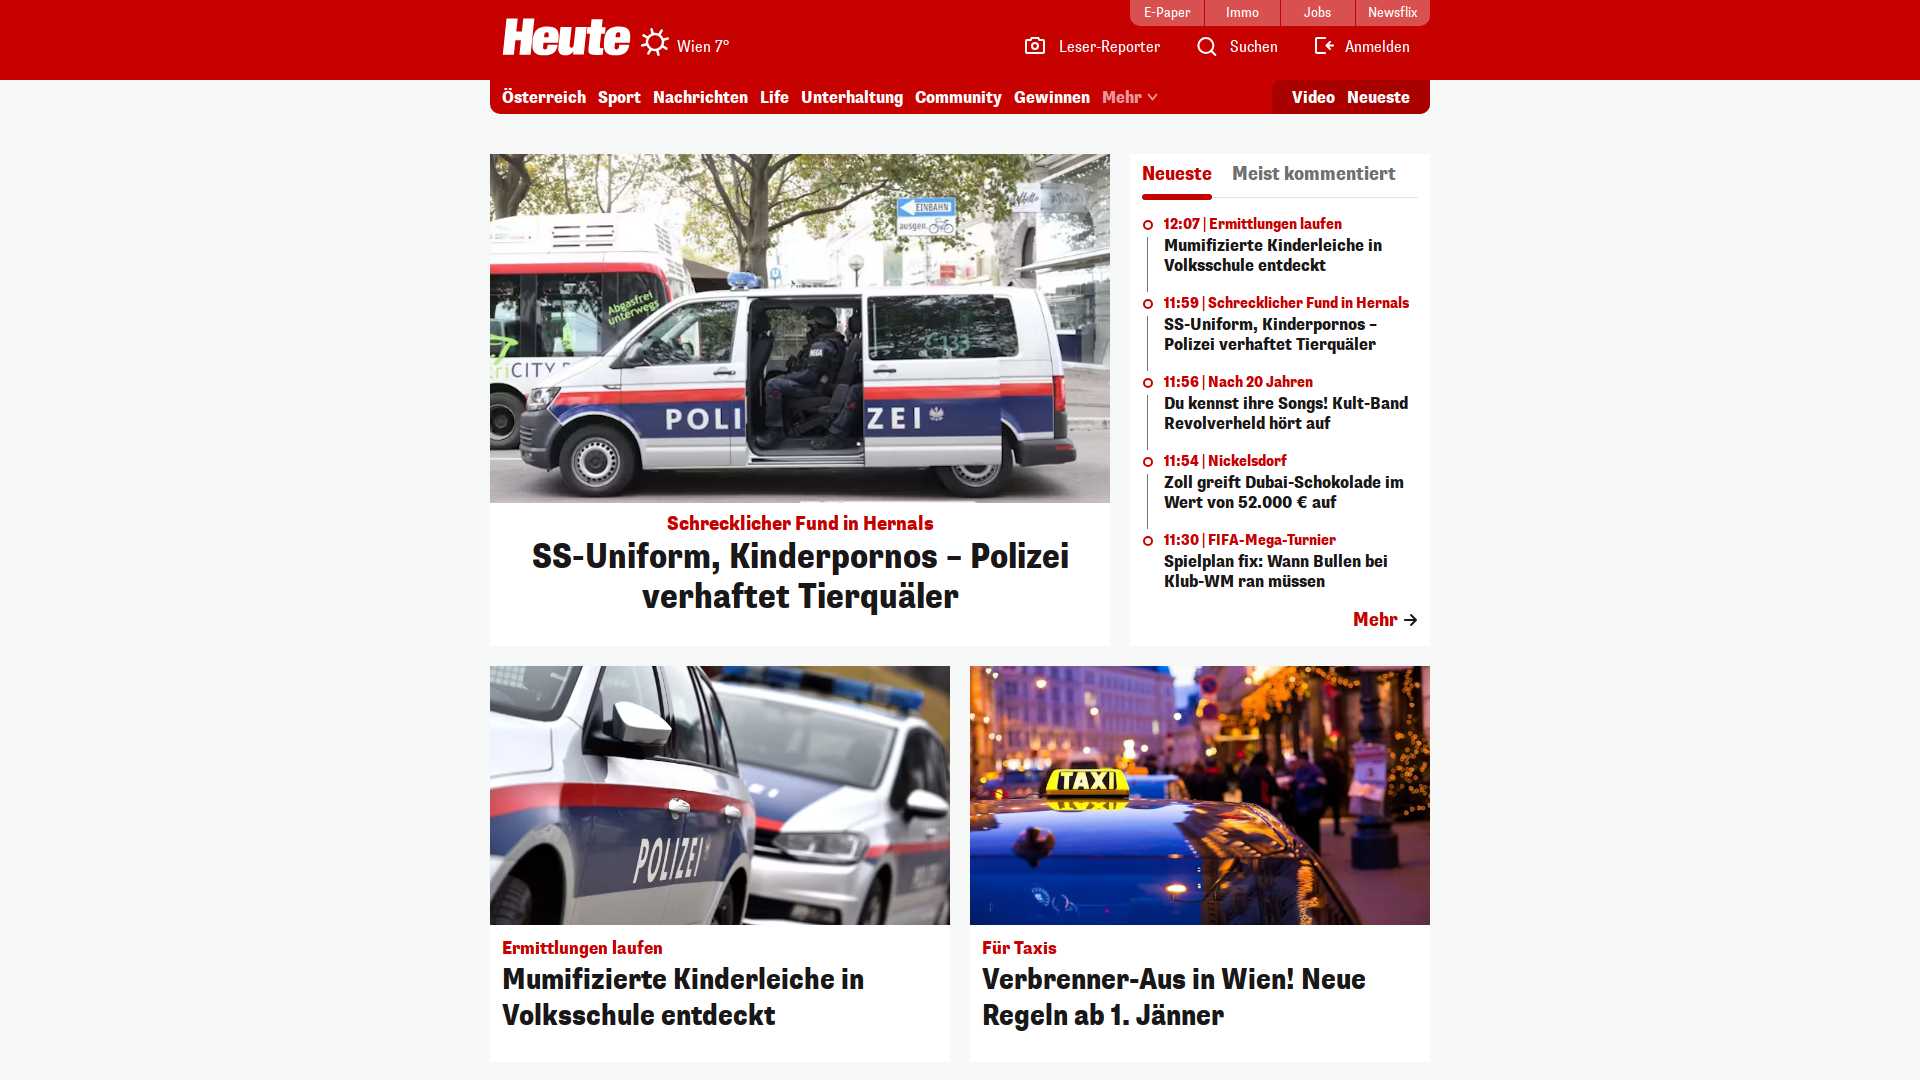 E-Paper
Immo
Jobs
Newsflix
Heute
Wien 7°
Leser-Reporter
Suchen
Anmelden
Österreich
Sport
Nachrichten
Life
Unterhaltung
Community
Gewinnen
Mehr
Video
Neueste
EINBAHN
ausgen.
Abgasfrei
unterwegs
CITY
133
POLI ZEI
Schrecklicher Fund in Hernals
SS-Uniform, Kinderpornos – Polizei
verhaftet Tierquäler
Neueste
Meist kommentiert
12:07 | Ermittlungen laufen
Mumifizierte Kinderleiche in
Volksschule entdeckt
11:59 | Schrecklicher Fund in Hernals
SS-Uniform, Kinderpornos –
Polizei verhaftet Tierquäler
11:56 | Nach 20 Jahren
Du kennst ihre Songs! Kult-Band
Revolverheld hört auf
11:54 | Nickelsdorf
Zoll greift Dubai-Schokolade im
Wert von 52.000 € auf
11:30 | FIFA-Mega-Turnier
Spielplan fix: Wann Bullen bei
Klub-WM ran müssen
Mehr
POLIZEI
Ermittlungen laufen
Mumifizierte Kinderleiche in
Volksschule entdeckt
TAXI
Für Taxis
Verbrenner-Aus in Wien! Neue
Regeln ab 1. Jänner